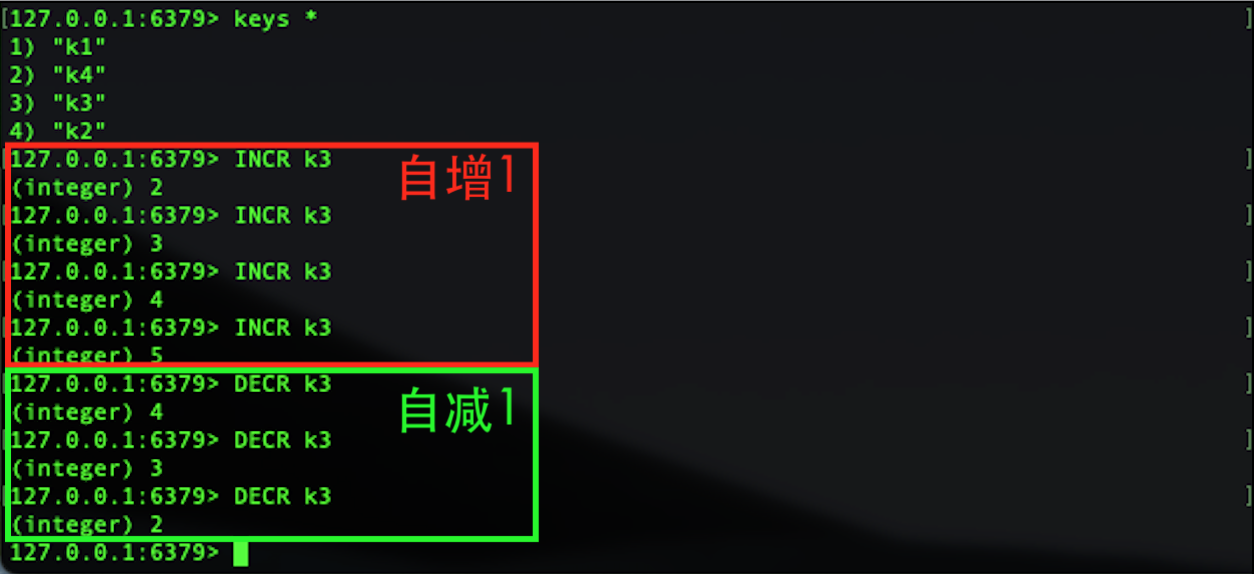 [127.0.0.1:6379> keys * ]
1) "k1"
2) "k4"
3) "k3"
4) "k2"
[127.0.0.1:6379> INCR k3 ]
自增1
(integer) 2
[127.0.0.1:6379> INCR k3 ]
(integer) 3
[127.0.0.1:6379> INCR k3 ]
(integer) 4
[127.0.0.1:6379> INCR k3 ]
(integer) 5
[127.0.0.1:6379> DECR k3 ]
自减1
(integer) 4
[127.0.0.1:6379> DECR k3 ]
(integer) 3
[127.0.0.1:6379> DECR k3 ]
(integer) 2
127.0.0.1:6379>